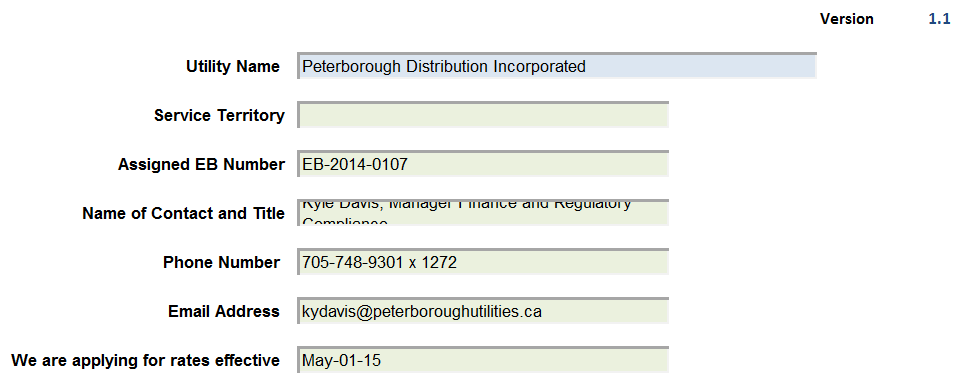 Version 1.1
Utility Name Peterborough Distribution Incorporated
Service Territory
Assigned EB Number EB-2014-0107
Name of Contact and Title Kyle Davis, Manager Finance and Regulatory
Compliance
Phone Number 705-748-9301 x 1272
Email Address kydavis@peterboroughutilities.ca
We are applying for rates effective May-01-15